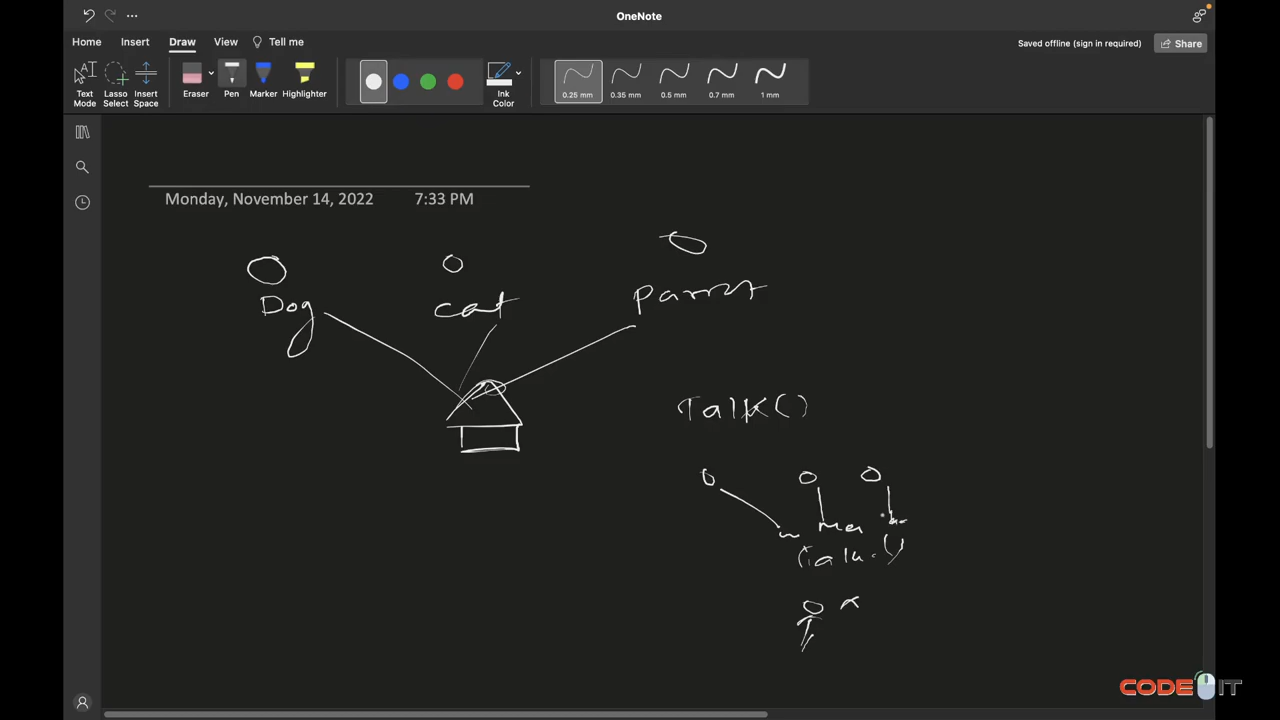 OneNote
Home Insert Draw View Tell me
Saved offline (sign in required) Share
Text Mode
Lasso Select
Insert Space
Eraser
Pen
Marker
Highlighter
Ink Color
0.25 mm 0.35 mm 0.5 mm 0.7 mm 1 mm
Monday, November 14, 2022 7:33 PM
Dog cat parrot
Talk()
CODE IT